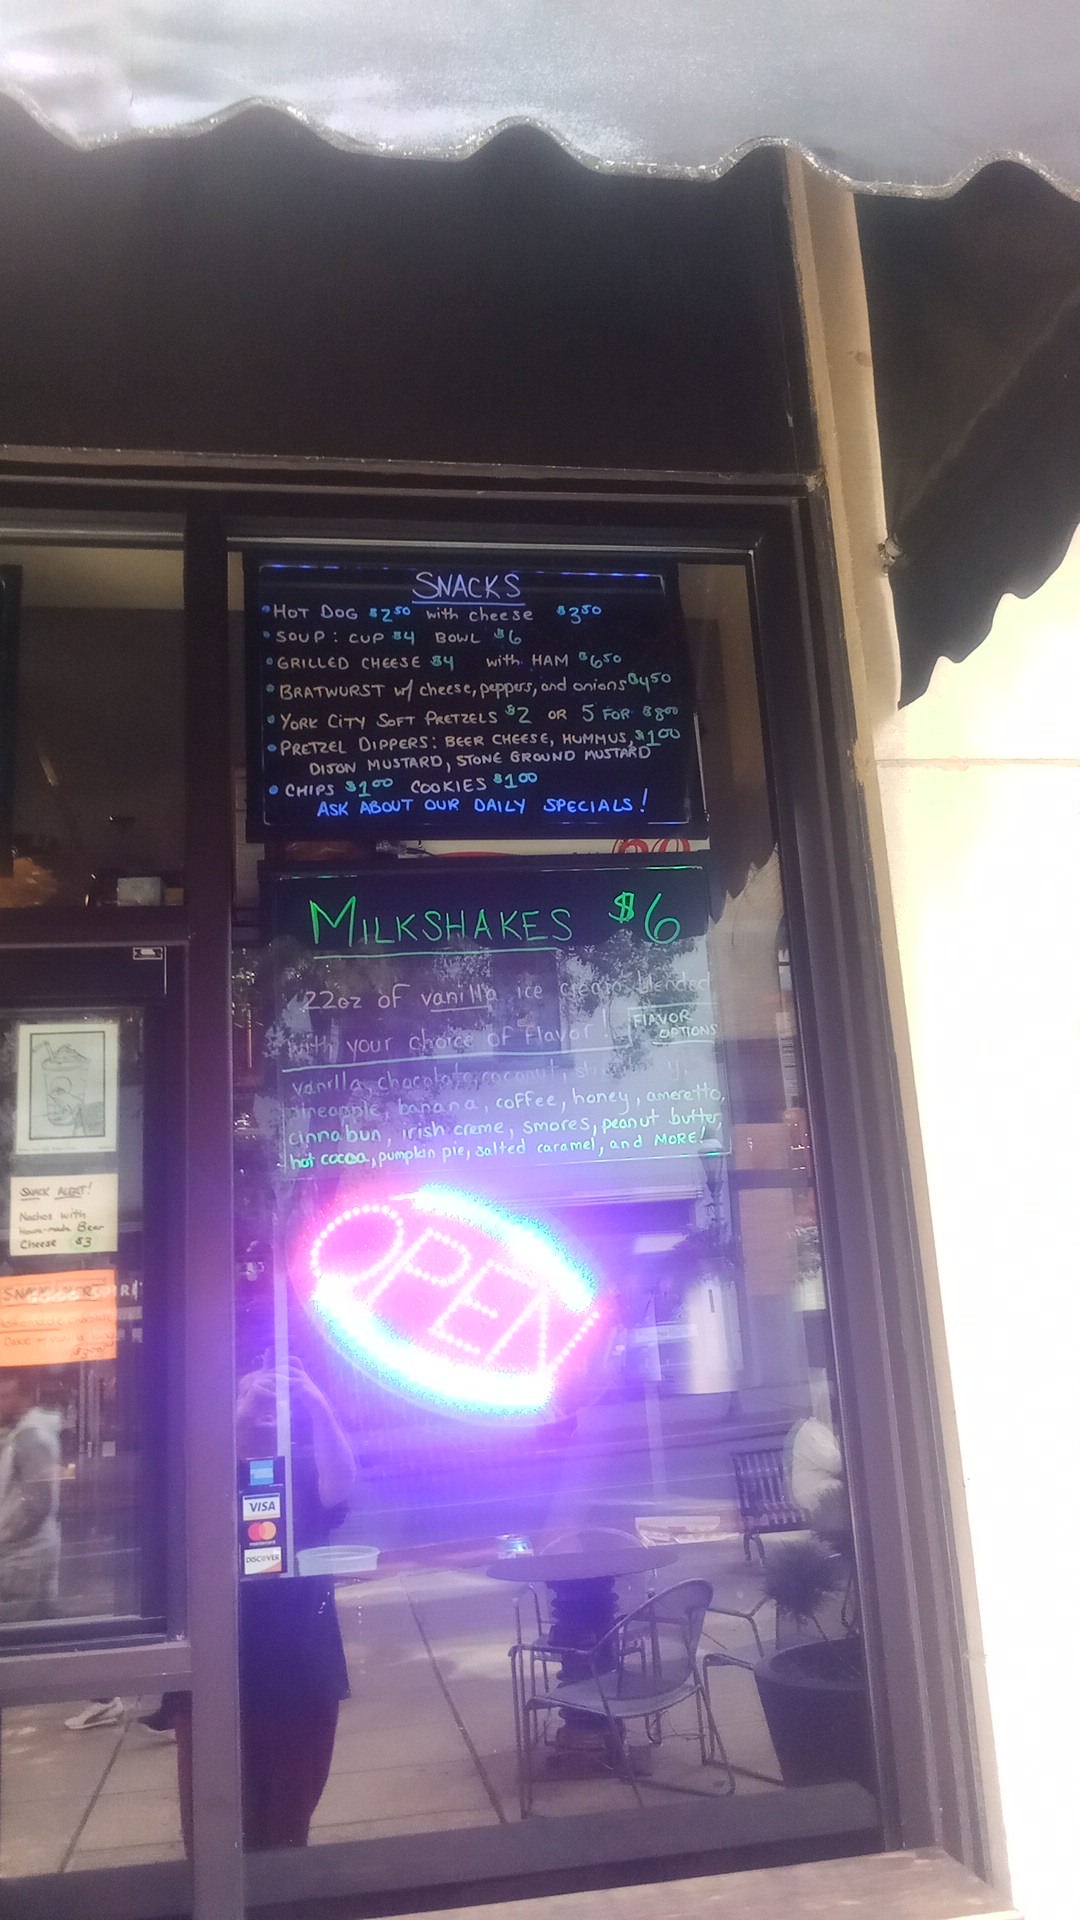 SNACKS
• HOT DOG $2.50 with cheese $3.50
• SOUP: CUP $4 BOWL $6
• GRILLED CHEESE $4 with HAM $6.50
• BRATWURST w/ cheese, peppers, and onions $4.50
• YORK CITY SOFT PRETZELS $2 OR 5 FOR $8.00
• PRETZEL DIPPERS: BEER CHEESE, HUMMUS, $1.00
DIJON MUSTARD, STONE GROUND MUSTARD
• CHIPS $1.00 COOKIES $1.00
ASK ABOUT OUR DAILY SPECIALS!
MILKSHAKES $6
22oz of vanilla ice cream blended
with your choice of flavor! FLAVOR
OPTIONS
vanilla, chocolate, coconut,
pineapple, banana, coffee, honey, ameretto,
cinnabun, irish creme, smores, peanut butter,
hot cocoa, pumpkin pie, salted caramel, and MORE!
OPEN
SNACK ALERT!
Nachos with
House-made Beer
Cheese $3
VISA
mastercard
DISCOVER